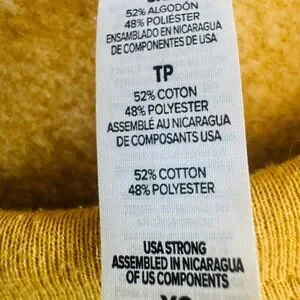 52% ALGODÓN
48% POLIÉSTER
ENSAMBLADO EN NICARAGUA
DE COMPONENTES DE USA
TP
52% COTON
48% POLYESTER
ASSEMBLÉ AU NICARAGUA
DE COMPOSANTS USA
52% COTTON
48% POLYESTER
USA STRONG
ASSEMBLED IN NICARAGUA
OF US COMPONENTS